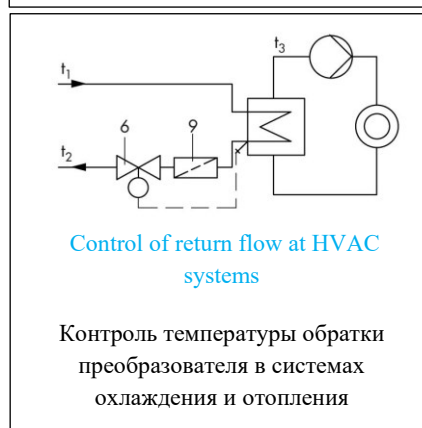 t3
t1
6
9
t2
Control of return flow at HVAC
systems
Контроль температуры обратки
преобразователя в системах
охлаждения и отопления